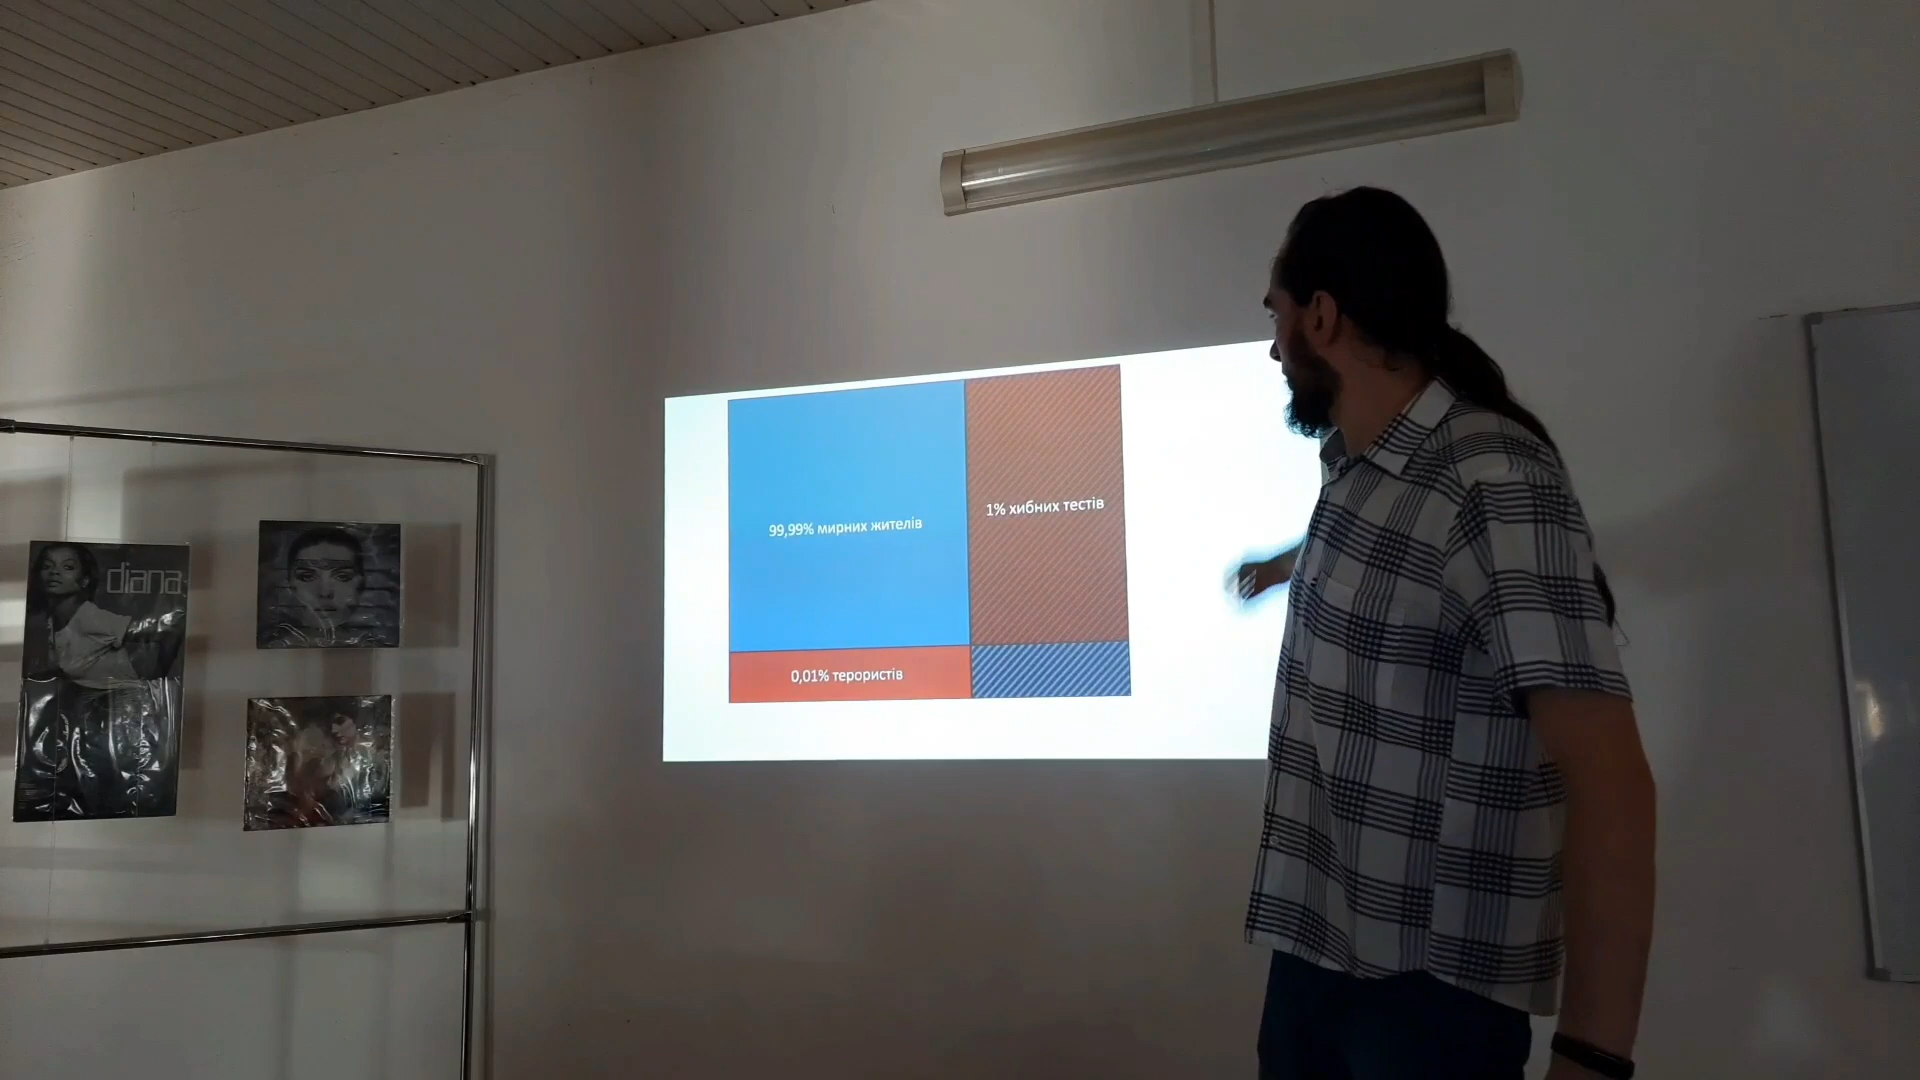 diana
99,99% мирних жителів
1% хибних тестів
0,01% терористів